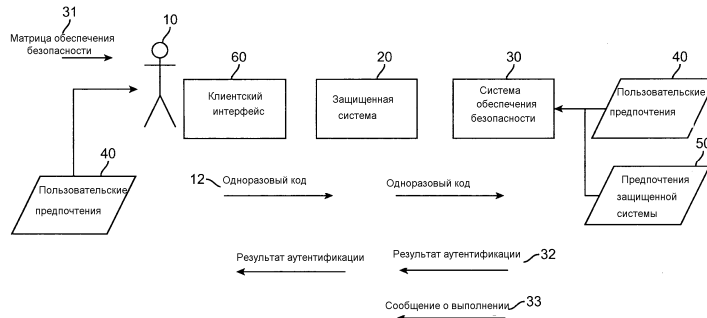 31
10
Матрица обеспечения
безопасности
60
20
30
40
Клиентский
интерфейс
Защищенная
система
Система
обеспечения
безопасности
Пользовательские
предпочтения
40
50
Пользовательские
предпочтения
12
Одноразовый код
Одноразовый код
Предпочтения
защищенной
системы
Результат аутентификации
Результат аутентификации
32
Сообщение о выполнении
33